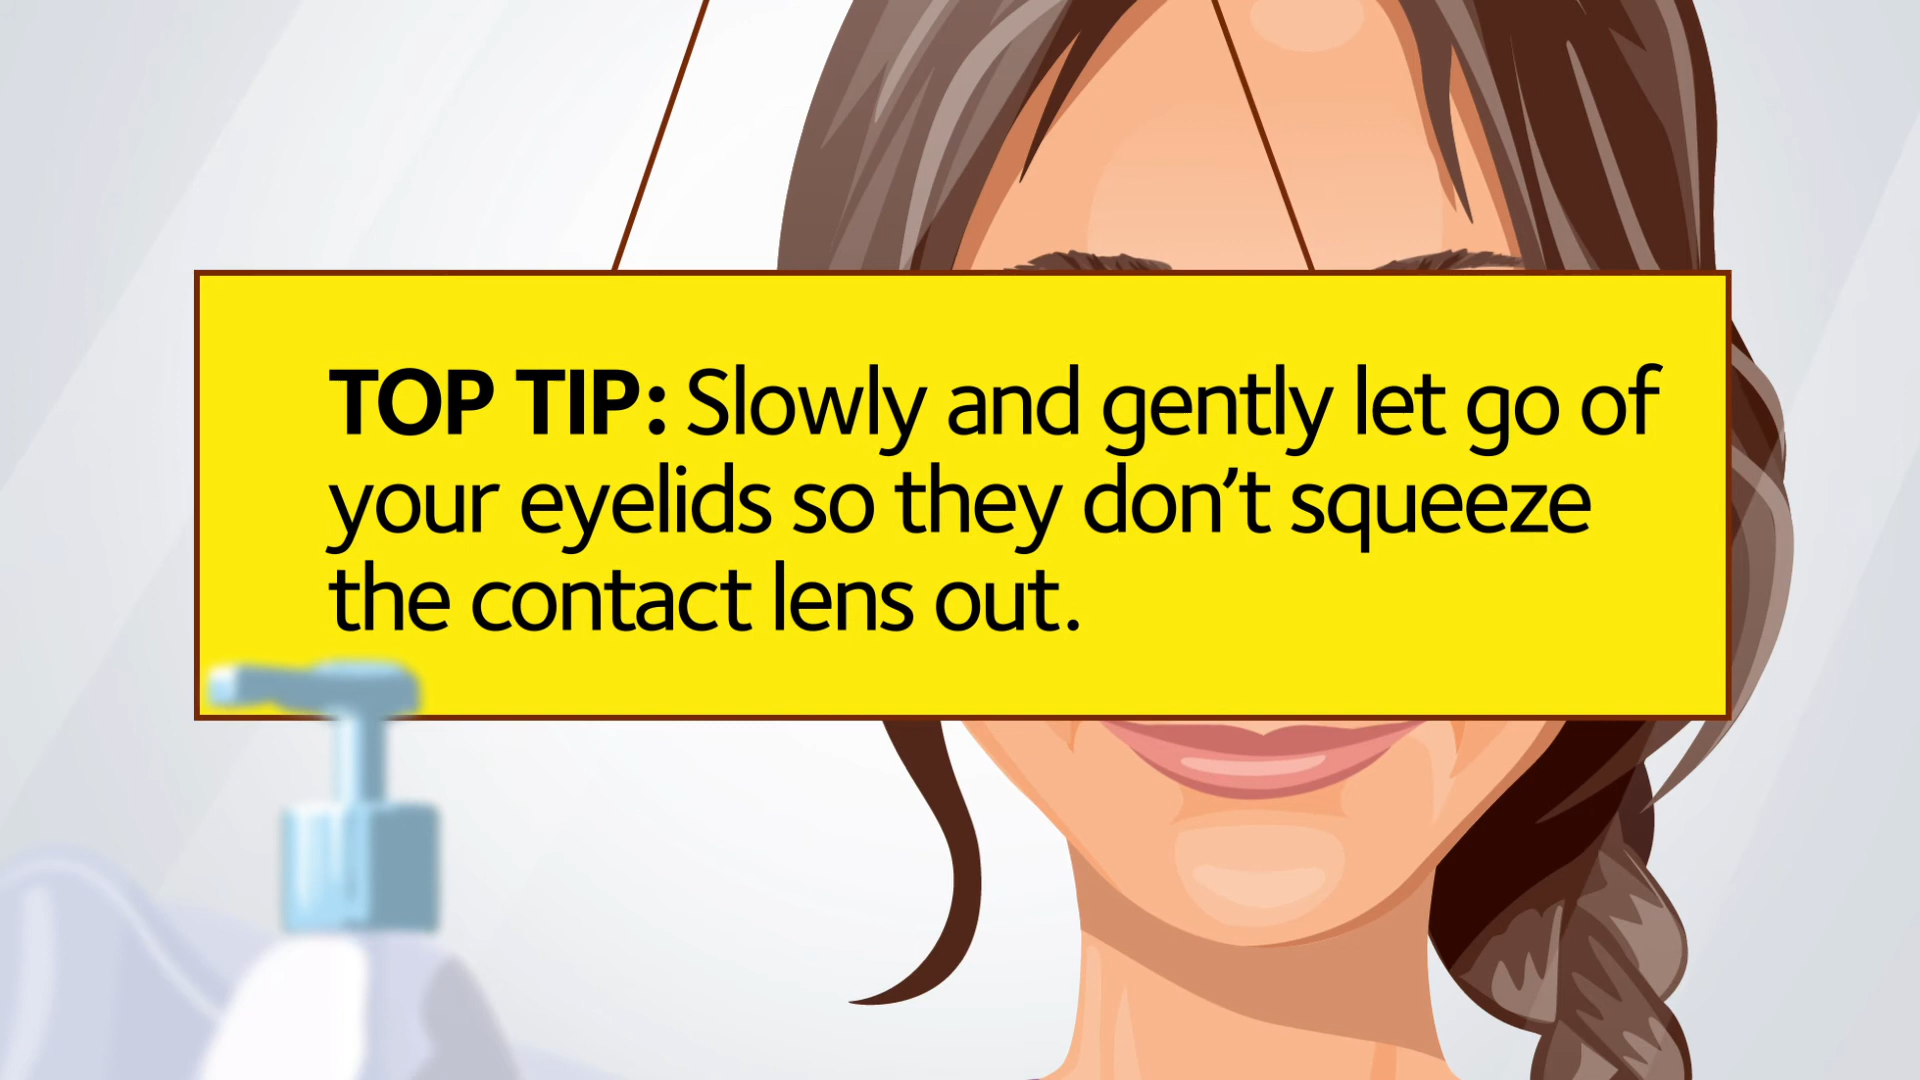 TOP TIP: Slowly and gently let go of
your eyelids so they don’t squeeze
the contact lens out.